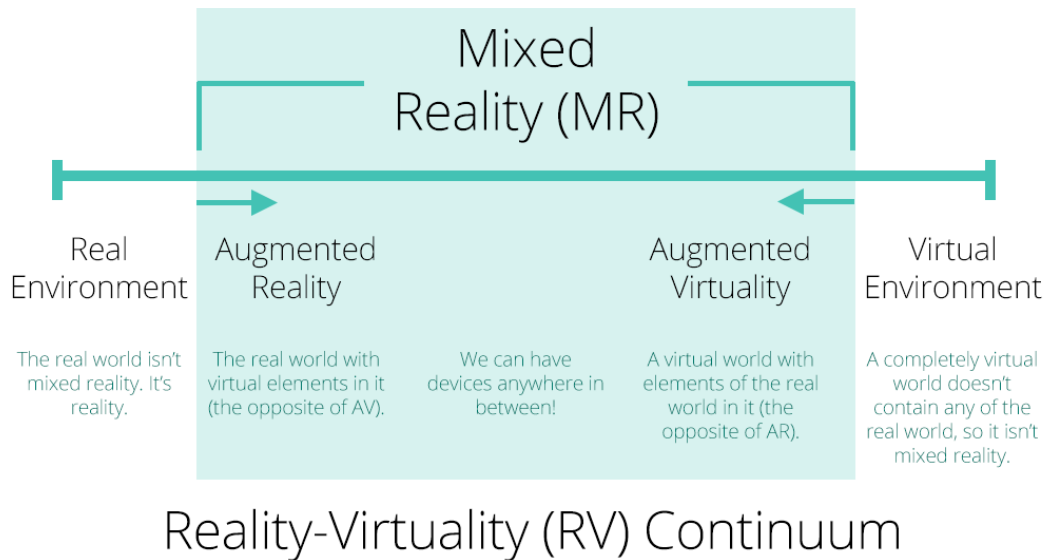 Mixed
Reality (MR)
Real
Environment
Augmented
Reality
Augmented
Virtuality
Virtual
Environment
The real world isn't
mixed reality. It's
reality.
The real world with
virtual elements in it
(the opposite of AV).
We can have
devices anywhere in
between!
A virtual world with
elements of the real
world in it (the
opposite of AR).
A completely virtual
world doesn't
contain any of the
real world, so it isn't
mixed reality.
Reality-Virtuality (RV) Continuum